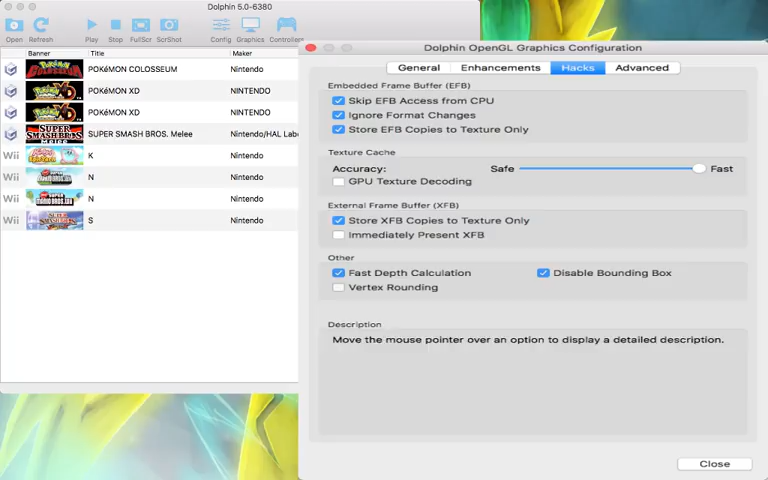 Dolphin 5.0-6380
Open Refresh Play Stop FullScr ScrShot Config Graphics Controllers
Banner Title Maker
POKéMON COLOSSEUM Nintendo
POKéMON XD NINTENDO
POKéMON XD NINTENDO
SUPER SMASH BROS. Melee Nintendo/HAL Labo
Wii K Nintendo
Wii N Nintendo
Wii N Nintendo
Wii S Nintendo
Dolphin OpenGL Graphics Configuration
General Enhancements Hacks Advanced
Embedded Frame Buffer (EFB)
Skip EFB Access from CPU
Ignore Format Changes
Store EFB Copies to Texture Only
Texture Cache
Accuracy: Safe Fast
GPU Texture Decoding
External Frame Buffer (XFB)
Store XFB Copies to Texture Only
Immediately Present XFB
Other
Fast Depth Calculation Disable Bounding Box
Vertex Rounding
Description
Move the mouse pointer over an option to display a detailed description.
Close